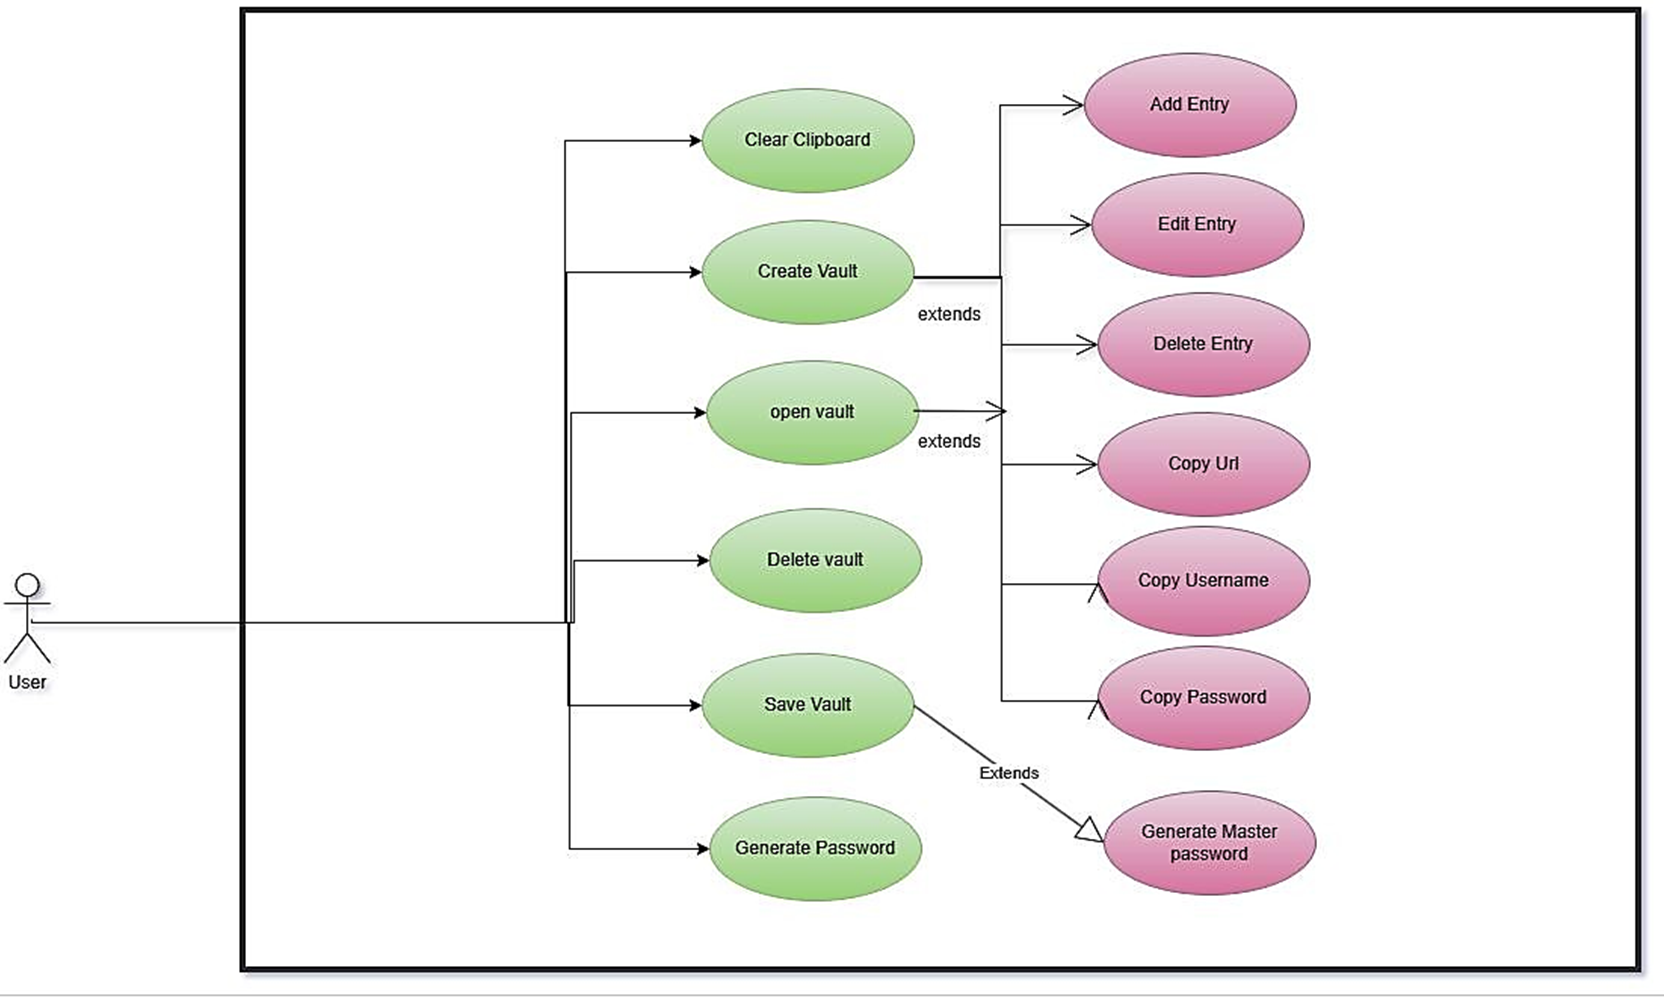 Add Entry
Clear Clipboard
Edit Entry
Create Vault
extends
Delete Entry
open vault
extends
Copy Url
Delete vault
Copy Username
User
Save Vault
Copy Password
Extends
Generate Password
Generate Master
password